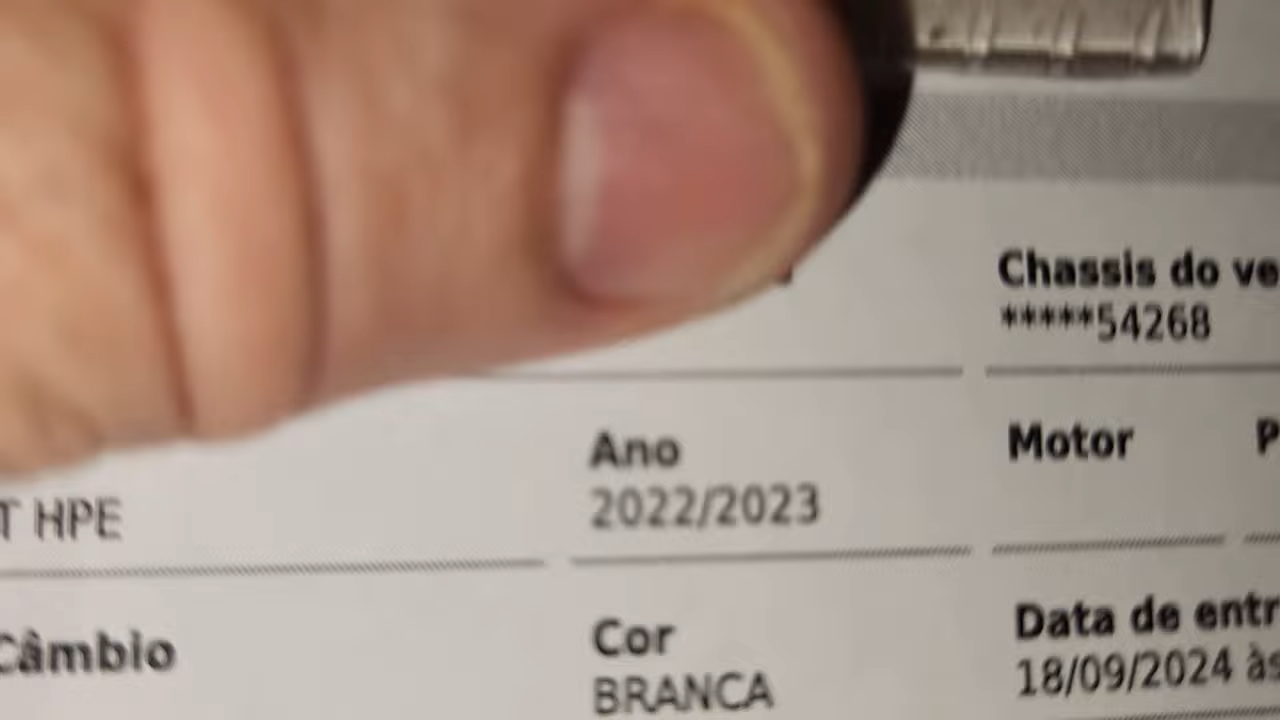 Chassis do ve
*****54268
Ano
Motor
P
T HPE
2022/2023
Câmbio
Cor
Data de entr
BRANCA
18/09/2024 às